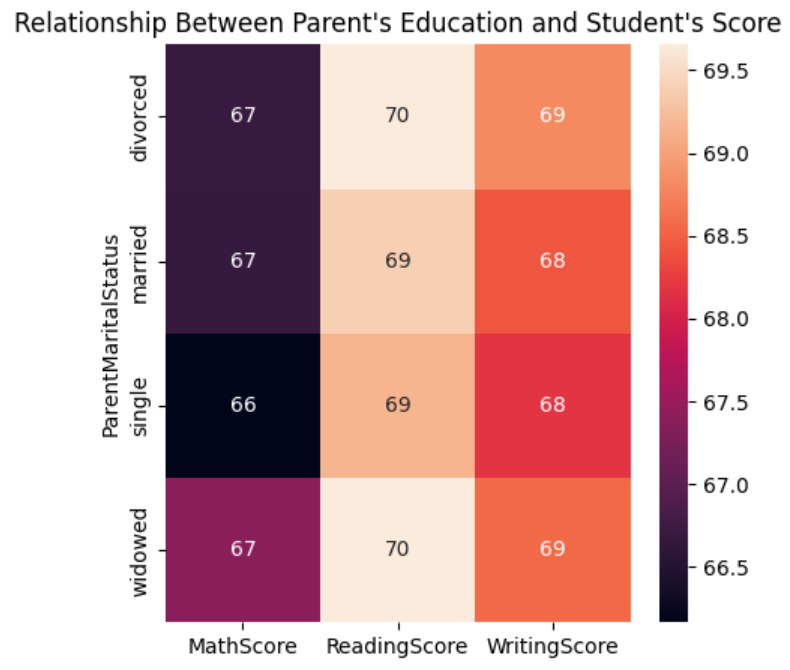 Relationship Between Parent's Education and Student's Score
ParentMaritalStatus
divorced
67 70 69
married
67 69 68
single
66 69 68
widowed
67 70 69
MathScore ReadingScore WritingScore
69.5
69.0
68.5
68.0
67.5
67.0
66.5